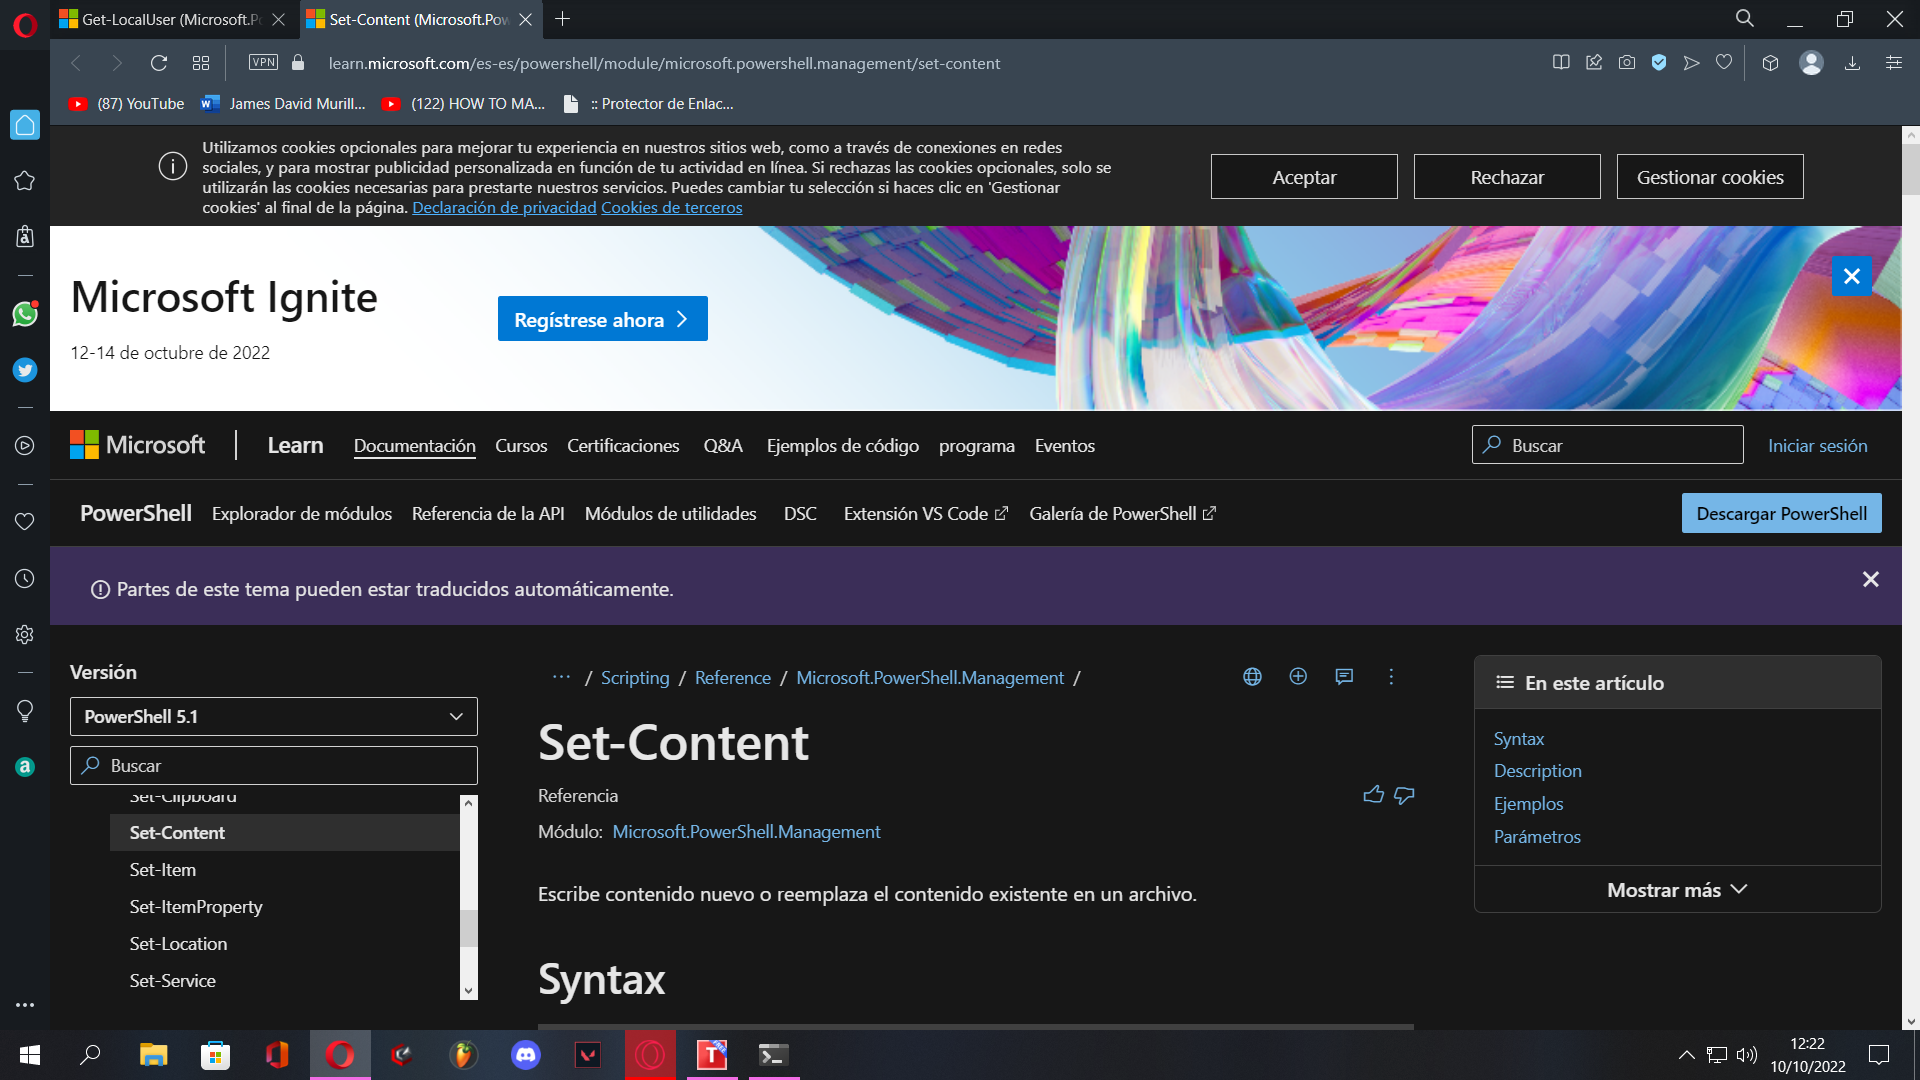 Get-LocalUser (Microsoft.P
Set-Content (Microsoft.Pow
VPN
learn.microsoft.com/es-es/powershell/module/microsoft.powershell.management/set-content
(87) YouTube
James David Murill...
(122) HOW TO MA...
:: Protector de Enlac...
Utilizamos cookies opcionales para mejorar tu experiencia en nuestros sitios web, como a través de conexiones en redes
sociales, y para mostrar publicidad personalizada en función de tu actividad en línea. Si rechazas las cookies opcionales, solo se
utilizarán las cookies necesarias para prestarte nuestros servicios. Puedes cambiar tu selección si haces clic en 'Gestionar
cookies' al final de la página. Declaración de privacidad Cookies de terceros
Aceptar
Rechazar
Gestionar cookies
Microsoft Ignite
12-14 de octubre de 2022
Regístrese ahora
Microsoft
Learn
Documentación
Cursos
Certificaciones
Q&A
Ejemplos de código
programa
Eventos
Buscar
Iniciar sesión
PowerShell
Explorador de módulos
Referencia de la API
Módulos de utilidades
DSC
Extensión VS Code
Galería de PowerShell
Descargar PowerShell
Partes de este tema pueden estar traducidos automáticamente.
Versión
PowerShell 5.1
Buscar
Set-Clipboard
Set-Content
Set-Item
Set-ItemProperty
Set-Location
Set-Service
... / Scripting / Reference / Microsoft.PowerShell.Management /
Set-Content
Referencia
Módulo: Microsoft.PowerShell.Management
Escribe contenido nuevo o reemplaza el contenido existente en un archivo.
Syntax
En este artículo
Syntax
Description
Ejemplos
Parámetros
Mostrar más
12:22
10/10/2022